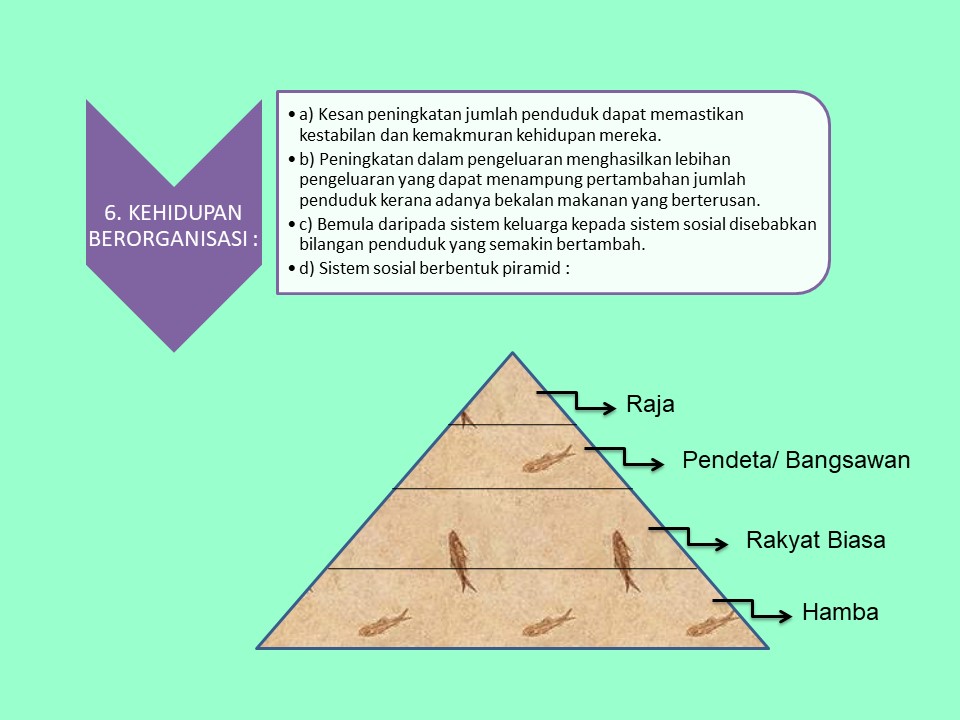 6. KEHIDUPAN
BERORGANISASI :
• a) Kesan peningkatan jumlah penduduk dapat memastikan
kestabilan dan kemakmuran kehidupan mereka.
• b) Peningkatan dalam pengeluaran menghasilkan lebihan
pengeluaran yang dapat menampung pertambahan jumlah
penduduk kerana adanya bekalan makanan yang berterusan.
• c) Bemula daripada sistem keluarga kepada sistem sosial disebabkan
bilangan penduduk yang semakin bertambah.
• d) Sistem sosial berbentuk piramid :
Raja
Pendeta/ Bangsawan
Rakyat Biasa
Hamba